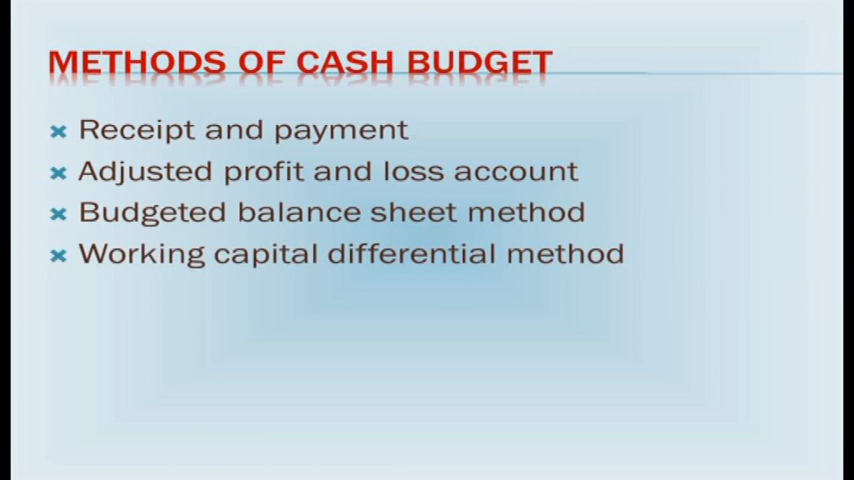 METHODS OF CASH BUDGET
Receipt and payment
Adjusted profit and loss account
Budgeted balance sheet method
Working capital differential method